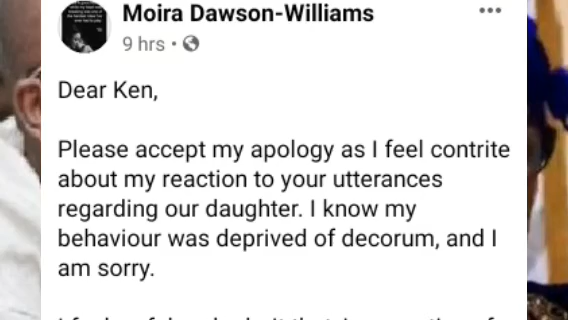 Moira Dawson-Williams
9 hrs
Dear Ken,
Please accept my apology as I feel contrite
about my reaction to your utterances
regarding our daughter. I know my
behaviour was deprived of decorum, and I
am sorry.